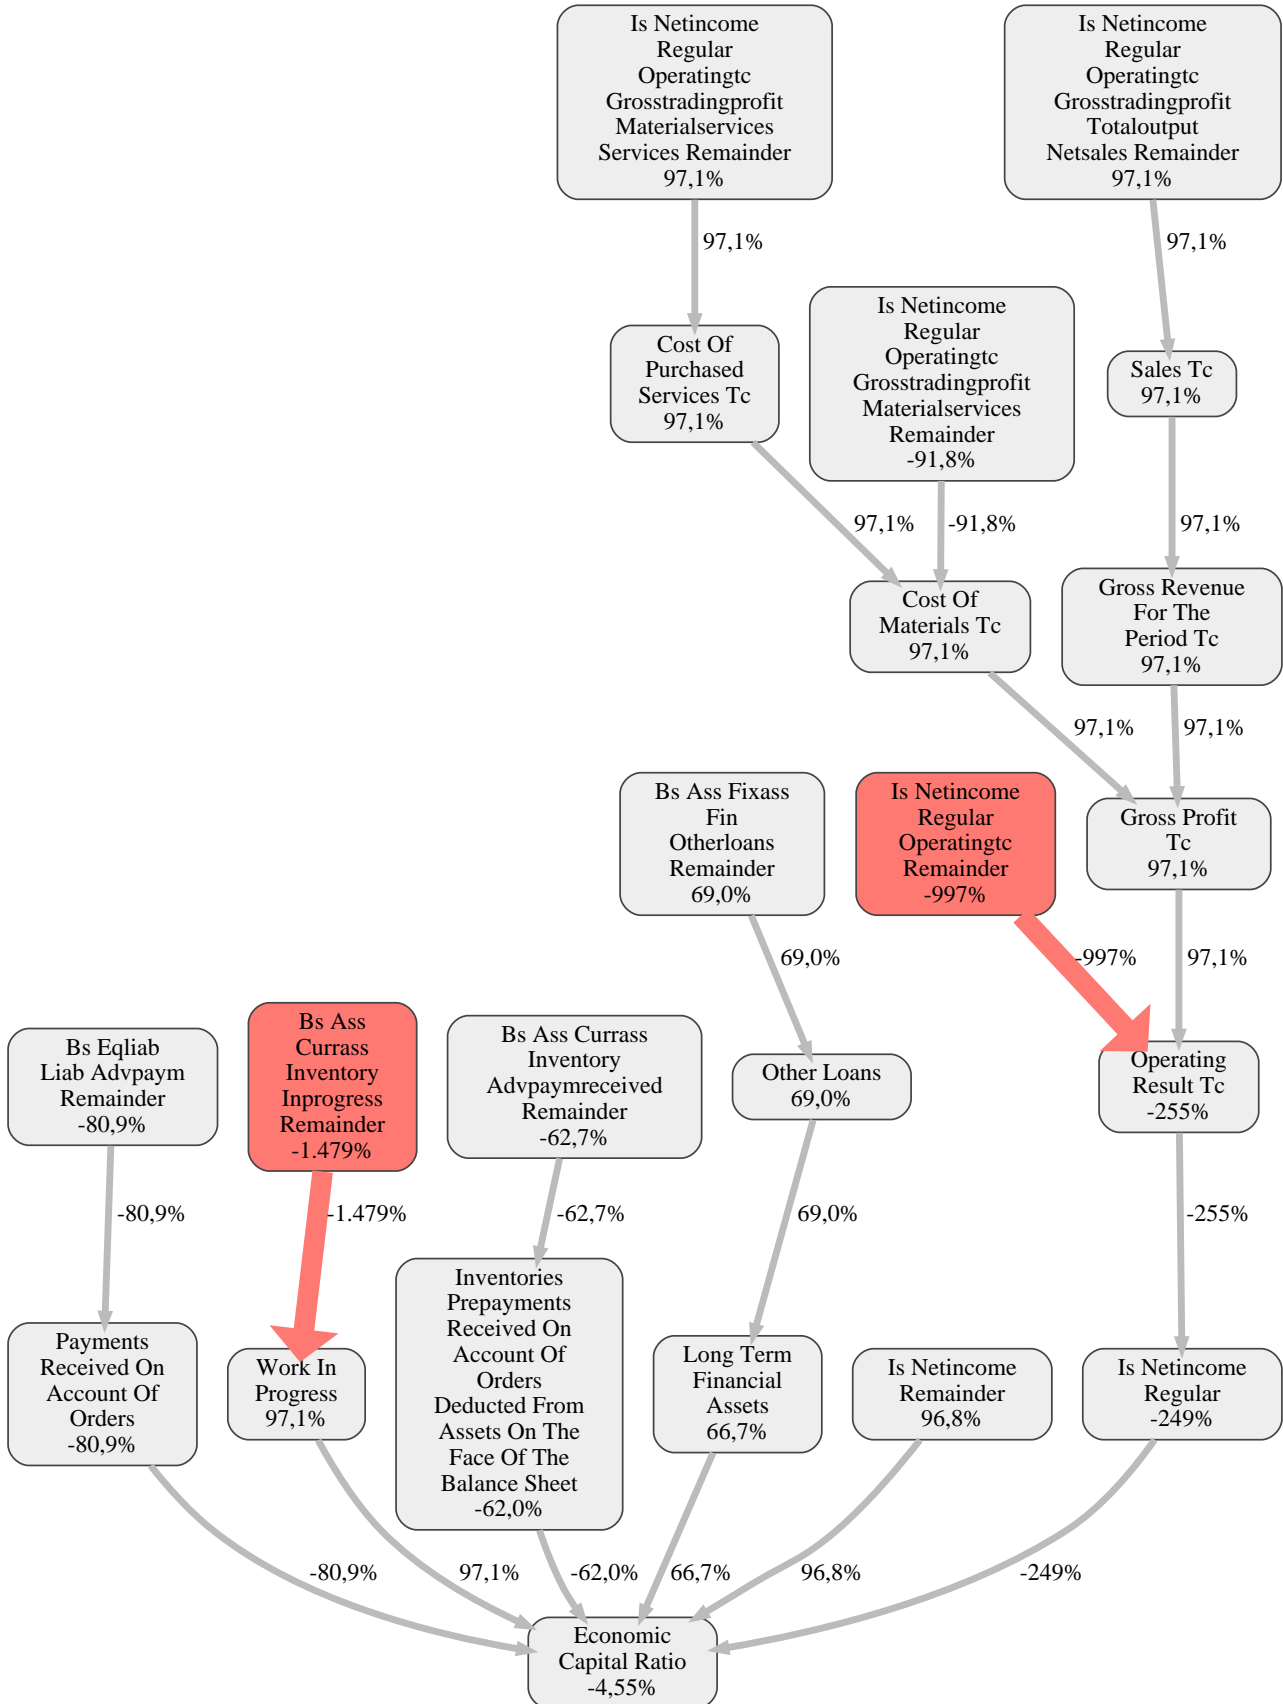 Is Netincome
Regular
Operatingtc
Grosstradingprofit
Materialservices
Services Remainder
97,1%
Is Netincome
Regular
Operatingtc
Grosstradingprofit
Totaloutput
Netsales Remainder
97,1%
97,1%
97,1%
Is Netincome
Regular
Operatingtc
Grosstradingprofit
Materialservices
Remainder
-91,8%
Cost Of
Purchased
Services Tc
97,1%
Sales Tc
97,1%
97,1%
-91,8%
97,1%
Cost Of
Materials Tc
97,1%
Gross Revenue
For The
Period Tc
97,1%
97,1%
97,1%
Bs Ass Fixass
Fin
Otherloans
Remainder
69,0%
Is Netincome
Regular
Operatingtc
Remainder
-997%
Gross Profit
Tc
97,1%
69,0%
-997%
97,1%
Bs Eqliab
Liab Advpaym
Remainder
-80,9%
Bs Ass
Currass
Inventory
Inprogress
Remainder
-1.479%
Bs Ass Currass
Inventory
Advpaymreceived
Remainder
-62,7%
Other Loans
69,0%
Operating
Result Tc
-255%
-80,9%
-1.479%
-62,7%
69,0%
-255%
Payments
Received On
Account Of
Orders
-80,9%
Work In
Progress
97,1%
Inventories
Prepayments
Received On
Account Of
Orders
Deducted From
Assets On The
Face Of The
Balance Sheet
-62,0%
Long Term
Financial
Assets
66,7%
Is Netincome
Remainder
96,8%
Is Netincome
Regular
-249%
-80,9%
97,1%
-62,0%
66,7%
96,8%
-249%
Economic
Capital Ratio
-4,55%